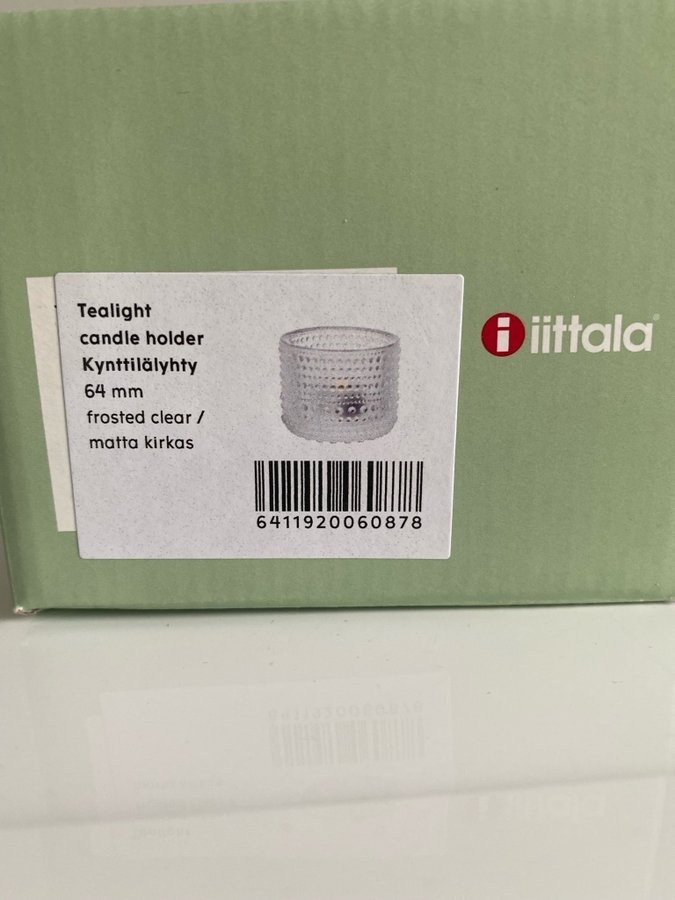 Tealight
candle holder
Kynttilälyhty
64 mm
frosted clear /
matta kirkas
6411920060878
i iittala